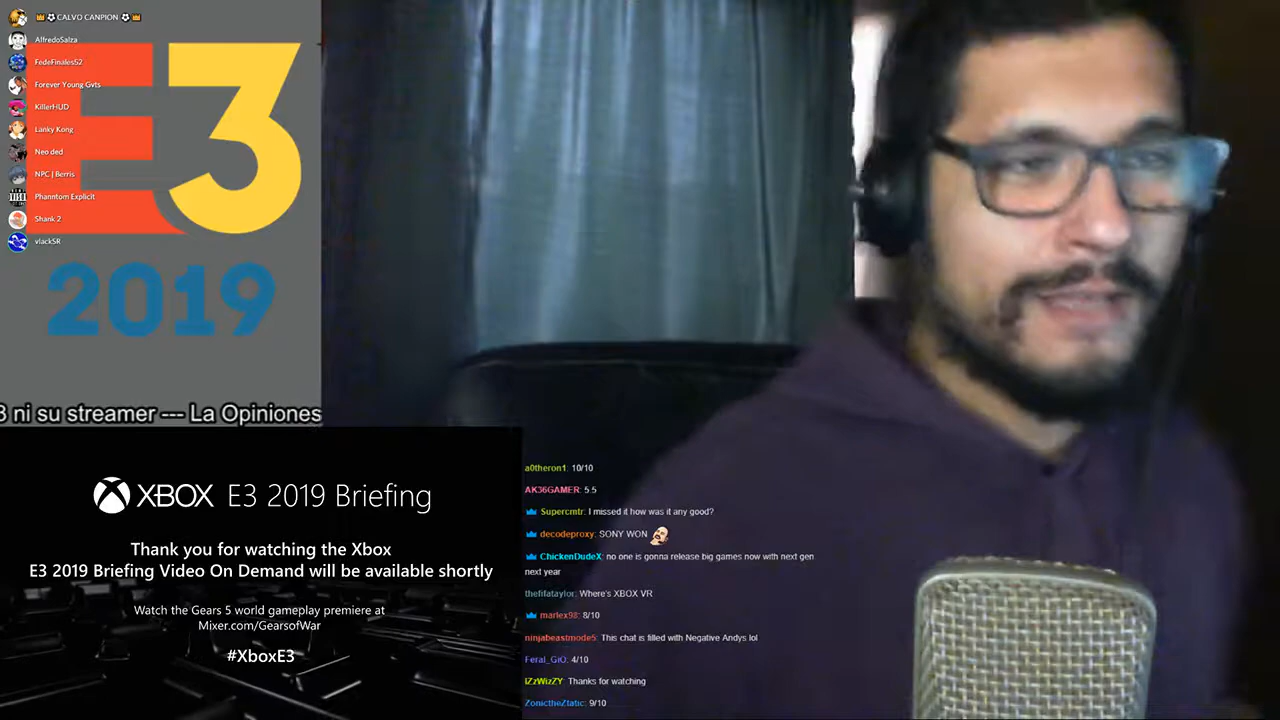 CALVO CANPION
AlfredoSalza
FedeFinales52
Forever Young Gvts
KillerHUD
Lanky Kong
Neo ded
NPC | Berris
Phanntom Explicit
Shank 2
vlackSR
E3
2019
3 ni su streamer --- La Opiniones
XBOX E3 2019 Briefing
Thank you for watching the Xbox
E3 2019 Briefing Video On Demand will be available shortly
Watch the Gears 5 world gameplay premiere at
Mixer.com/GearsofWar
#XboxE3
a0theron1: 10/10
AK36GAMER: 5.5
Supercmtr: I missed it how was it any good?
decodeproxy: SONY WON
ChickenDudeX: no one is gonna release big games now with next gen
next year
thefifataylor: Where's XBOX VR
marlex98: 8/10
ninjabeastmode5: This chat is filled with Negative Andys lol
Feral_GiO: 4/10
IZzWizZY: Thanks for watching
ZonictheZtatic: 9/10